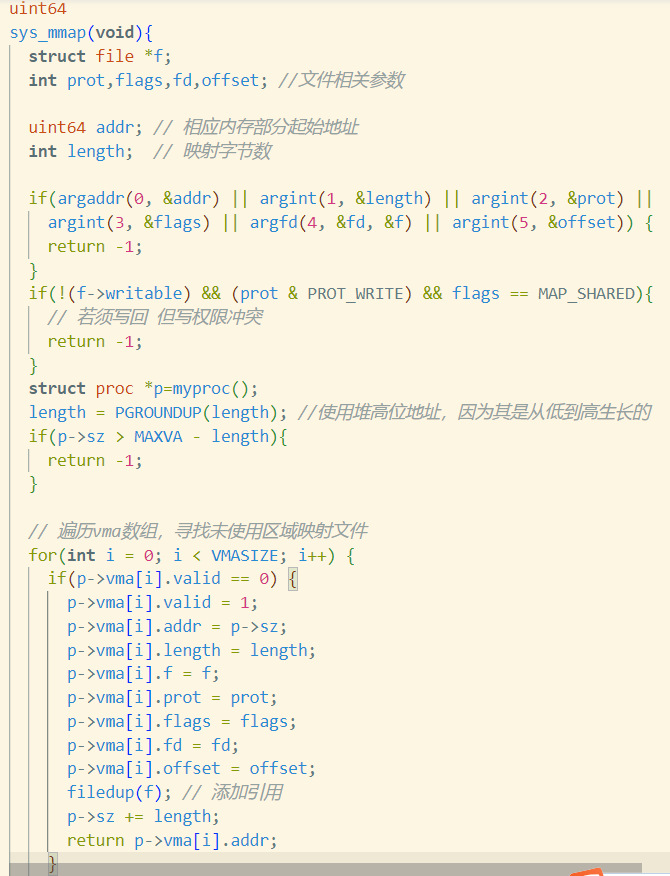 uint64
sys_mmap(void){
struct file *f;
int prot,flags,fd,offset; //文件相关参数
uint64 addr; // 相应内存部分起始地址
int length;  // 映射字节数
if(argaddr(0, &addr) || argint(1, &length) || argint(2, &prot) ||
argint(3, &flags) || argfd(4, &fd, &f) || argint(5, &offset)) {
return -1;
}
if(!(f->writable) && (prot & PROT_WRITE) && flags == MAP_SHARED){
// 若须写回 但写权限冲突
return -1;
}
struct proc *p=myproc();
length = PGROUNDUP(length); //使用堆高位地址，因为其是从低到高生长的
if(p->sz > MAXVA - length){
return -1;
}
// 遍历vma数组，寻找未使用区域映射文件
for(int i = 0; i < VMASIZE; i++) {
if(p->vma[i].valid == 0) {
p->vma[i].valid = 1;
p->vma[i].addr = p->sz;
p->vma[i].length = length;
p->vma[i].f = f;
p->vma[i].prot = prot;
p->vma[i].flags = flags;
p->vma[i].fd = fd;
p->vma[i].offset = offset;
filedup(f); // 添加引用
p->sz += length;
return p->vma[i].addr;
}